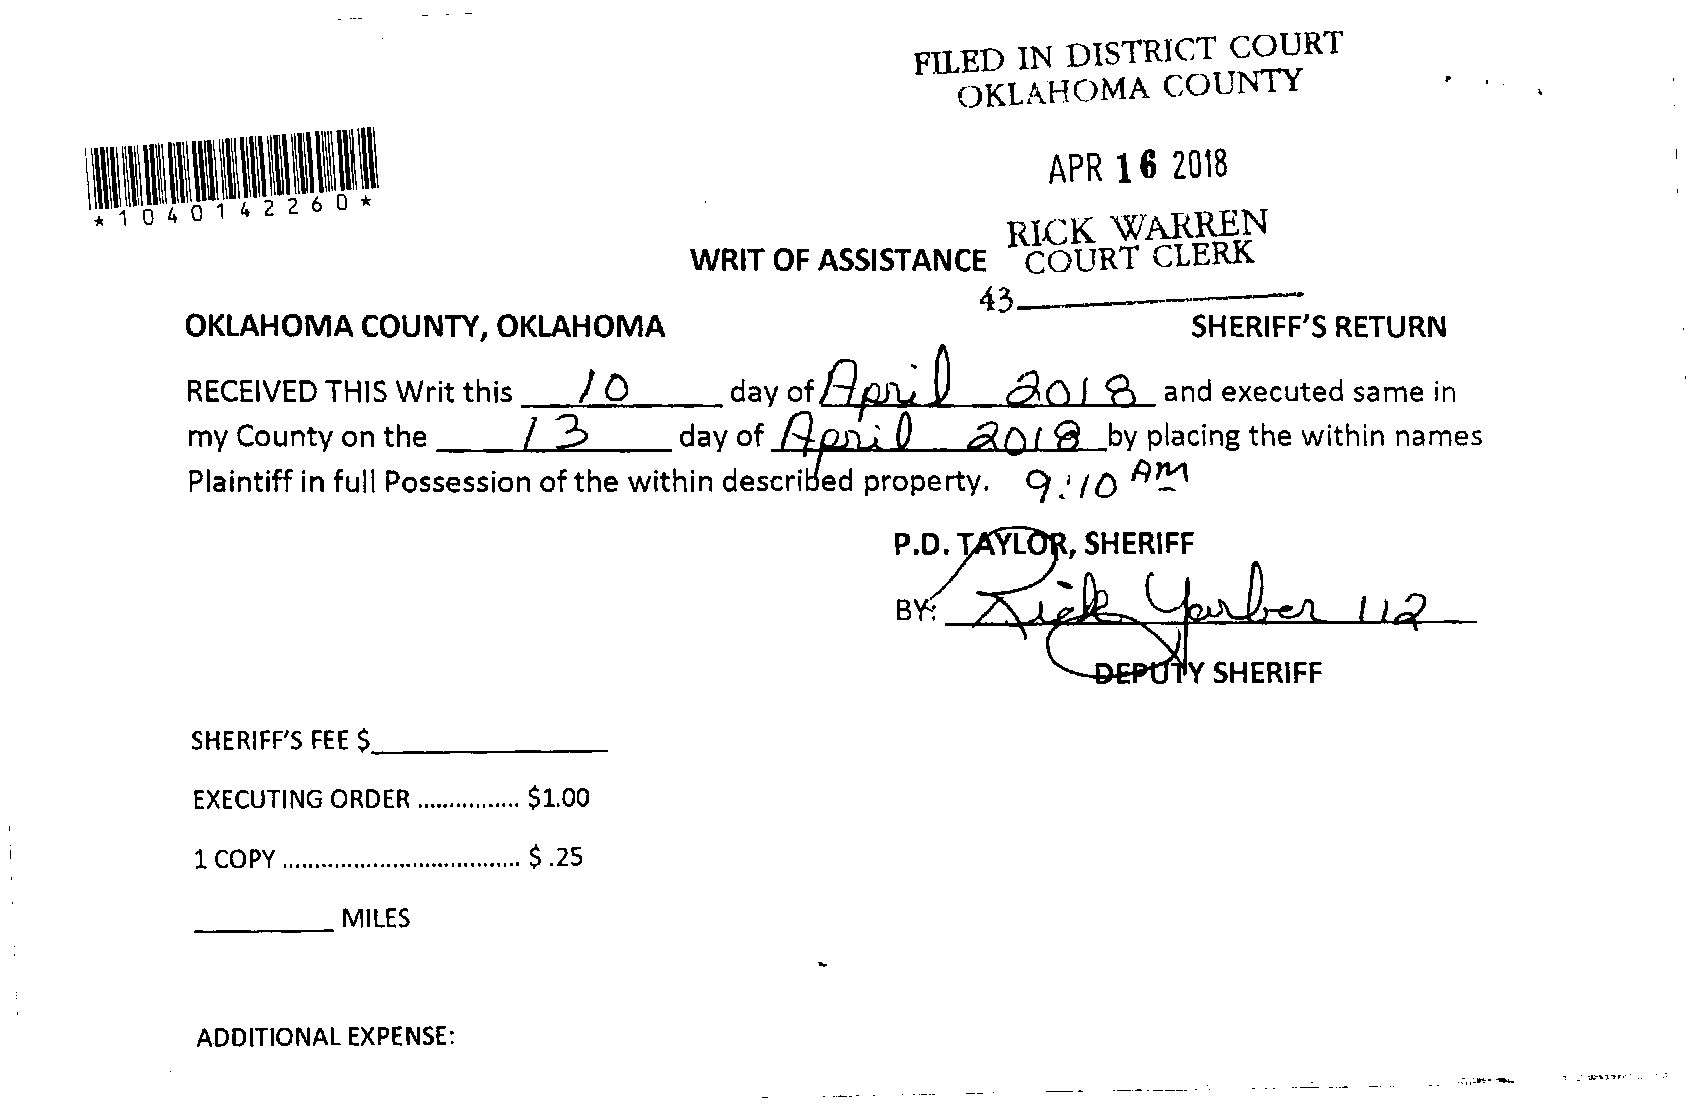 FILED IN DISTRICT COURT
OKLAHOMA COUNTY
APR 16 2018
*1040142260*
RICK WARREN
WRIT OF ASSISTANCE COURT CLERK
43
OKLAHOMA COUNTY, OKLAHOMA SHERIFF'S RETURN
RECEIVED THIS Writ this 10 day of April 2018 and executed same in
my County on the 13 day of April 2018 by placing the within names
Plaintiff in full Possession of the within described property. 9:10 AM
P.D. TAYLOR, SHERIFF
BY: Rick Yarber 112
DEPUTY SHERIFF
SHERIFF'S FEE $
EXECUTING ORDER ................ $1.00
1 COPY ..................................... $ .25
MILES
ADDITIONAL EXPENSE: